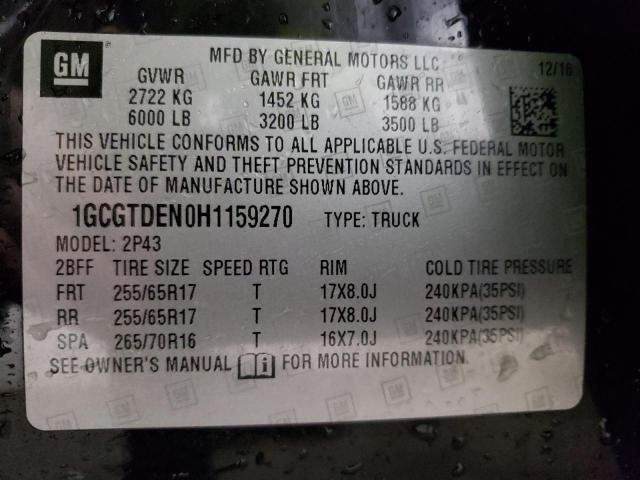 GM
MFD BY GENERAL MOTORS LLC
12/16
GVWR GAWR FRT GAWR RR
2722 KG 1452 KG 1588 KG
6000 LB 3200 LB 3500 LB
THIS VEHICLE CONFORMS TO ALL APPLICABLE U.S. FEDERAL MOTOR
VEHICLE SAFETY AND THEFT PREVENTION STANDARDS IN EFFECT ON
THE DATE OF MANUFACTURE SHOWN ABOVE.
1GCGTDEN0H1159270 TYPE: TRUCK
MODEL: 2P43
2BFF TIRE SIZE SPEED RTG RIM COLD TIRE PRESSURE
FRT 255/65R17 T 17X8.0J 240KPA(35PSI)
RR 255/65R17 T 17X8.0J 240KPA(35PSI)
SPA 265/70R16 T 16X7.0J 240KPA(35PSI)
SEE OWNER'S MANUAL FOR MORE INFORMATION.